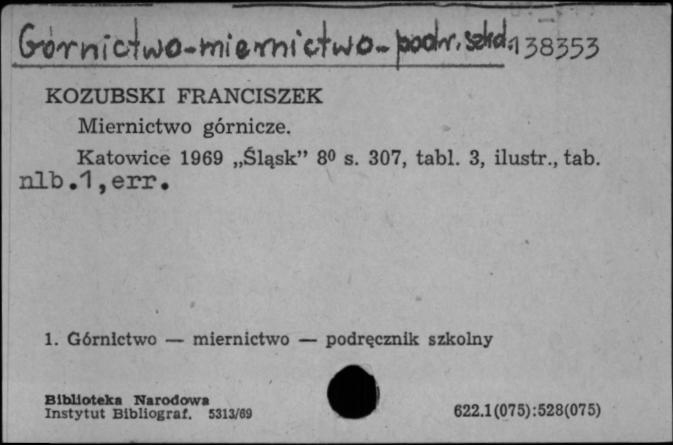 Górnictwo-miernictwo-podr. szkol. 138353
KOZUBSKI FRANCISZEK
Miernictwo górnicze.
Katowice 1969 „Śląsk” 8⁰ s. 307, tabl. 3, ilustr., tab.
nlb.1,err.
1. Górnictwo — miernictwo — podręcznik szkolny
Biblioteka Narodowa
Instytut Bibliograf. 5313/69
622.1(075):528(075)